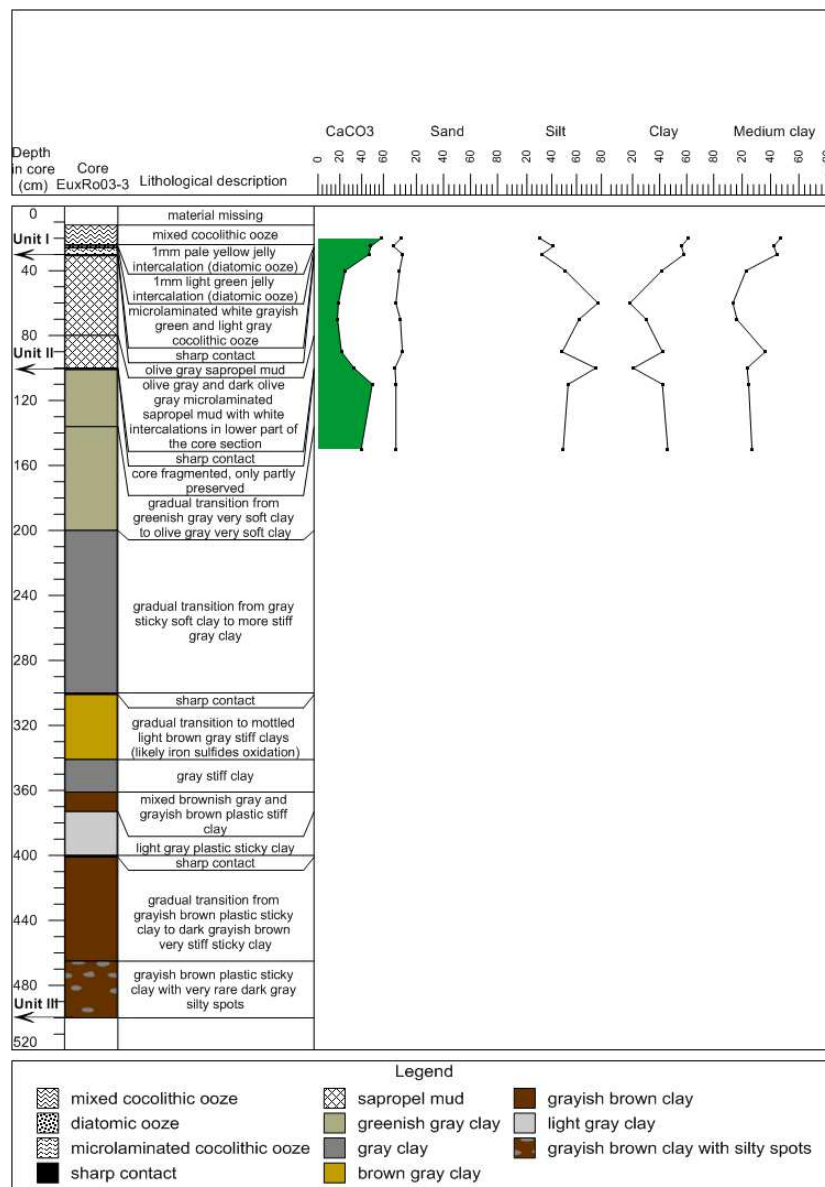 CaCO3 Sand Silt Clay Medium clay
Depth
in core
(cm)
Core
EuxRo03-3
Lithological description
0 20 40 60 0 20 40 60 80 20 40 60 0 20 40 60 80
0
Unit I
40
80
Unit II
120
160
200
240
280
320
360
400
440
480
Unit III
520
material missing
mixed cocolithic ooze
1mm pale yellow jelly
intercalation (diatomic ooze)
1mm light green jelly
intercalation (diatomic ooze)
microlaminated white grayish
green and light gray
cocolithic ooze
sharp contact
olive gray sapropel mud
olive gray and dark olive
gray microlaminated
sapropel mud with white
intercalations in lower part of
the core section
sharp contact
core fragmented, only partly
preserved
gradual transition from
greenish gray very soft clay
to olive gray very soft clay
gradual transition from gray
sticky soft clay to more stiff
gray clay
sharp contact
gradual transition to mottled
light brown gray stiff clays
(likely iron sulfides oxidation)
gray stiff clay
mixed brownish gray and
grayish brown plastic stiff
clay
light gray plastic sticky clay
sharp contact
gradual transition from
grayish brown plastic sticky
clay to dark grayish brown
very stiff sticky clay
grayish brown plastic sticky
clay with very rare dark gray
silty spots
Legend
mixed cocolithic ooze
diatomic ooze
microlaminated cocolithic ooze
sharp contact
sapropel mud
greenish gray clay
gray clay
brown gray clay
grayish brown clay
light gray clay
grayish brown clay with silty spots